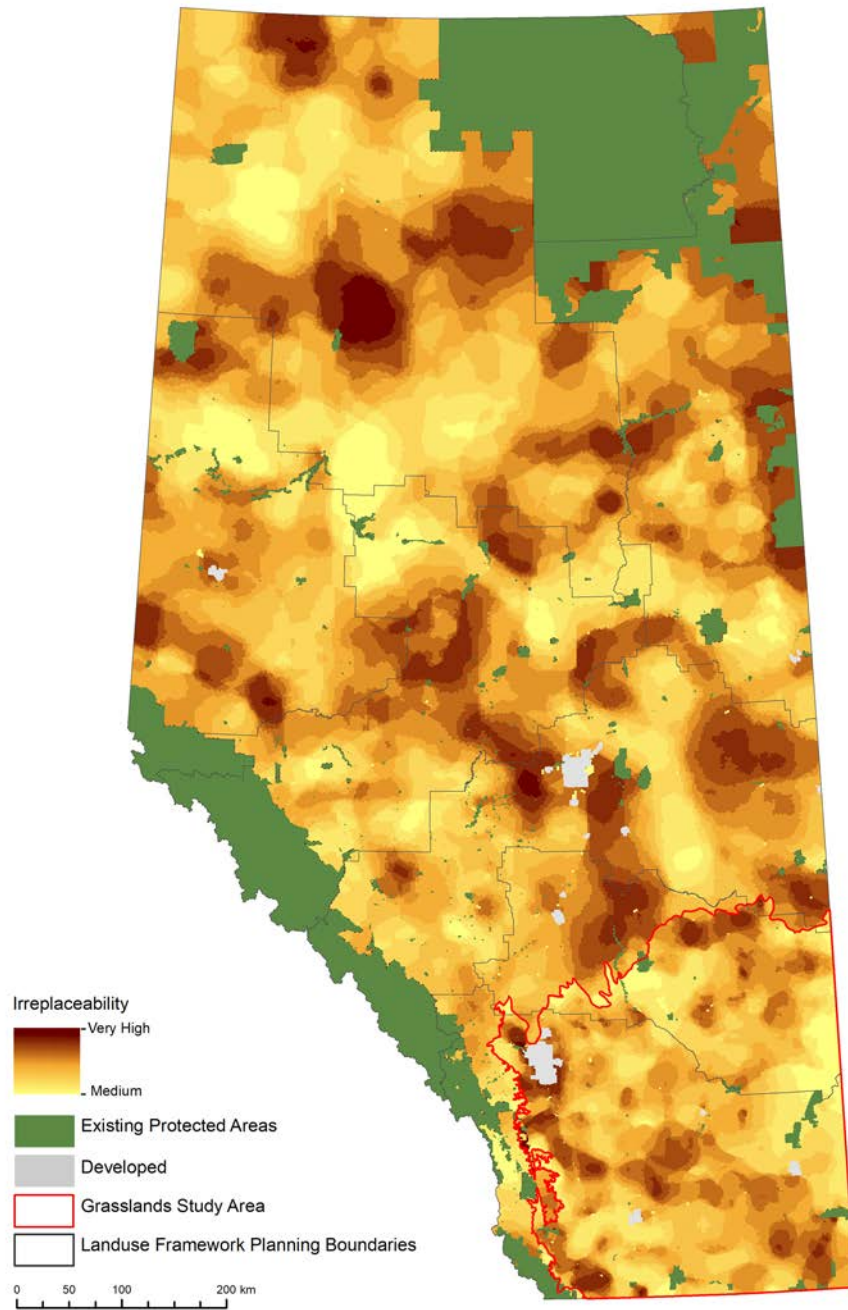 Irreplaceability
Very High
Medium
Existing Protected Areas
Developed
Grasslands Study Area
Landuse Framework Planning Boundaries
0 50 100 200 km